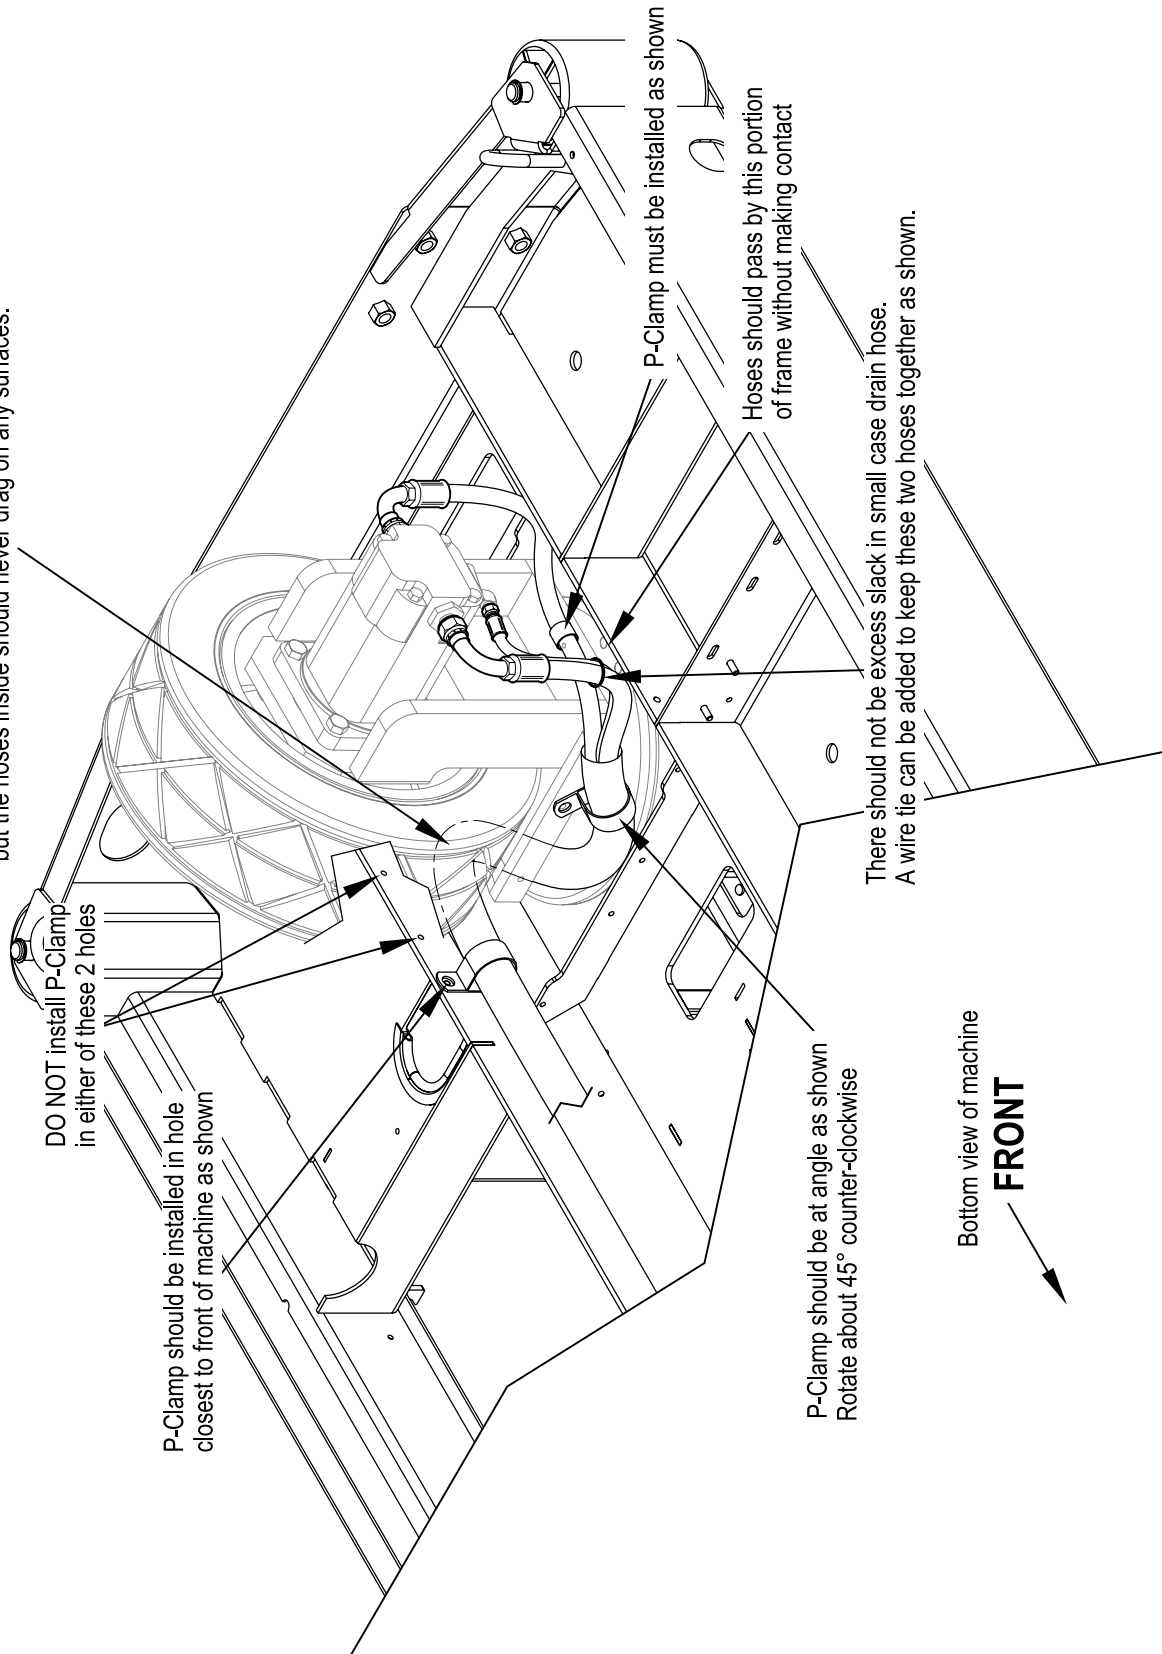 but the hoses inside should never drag on any surfaces.
DO NOT install P-Clamp
in either of these 2 holes
P-Clamp should be installed in hole
closest to front of machine as shown
P-Clamp must be installed as shown
Hoses should pass by this portion
of frame without making contact
There should not be excess slack in small case drain hose.
A wire tie can be added to keep these two hoses together as shown.
P-Clamp should be at angle as shown
Rotate about 45° counter-clockwise
Bottom view of machine
FRONT